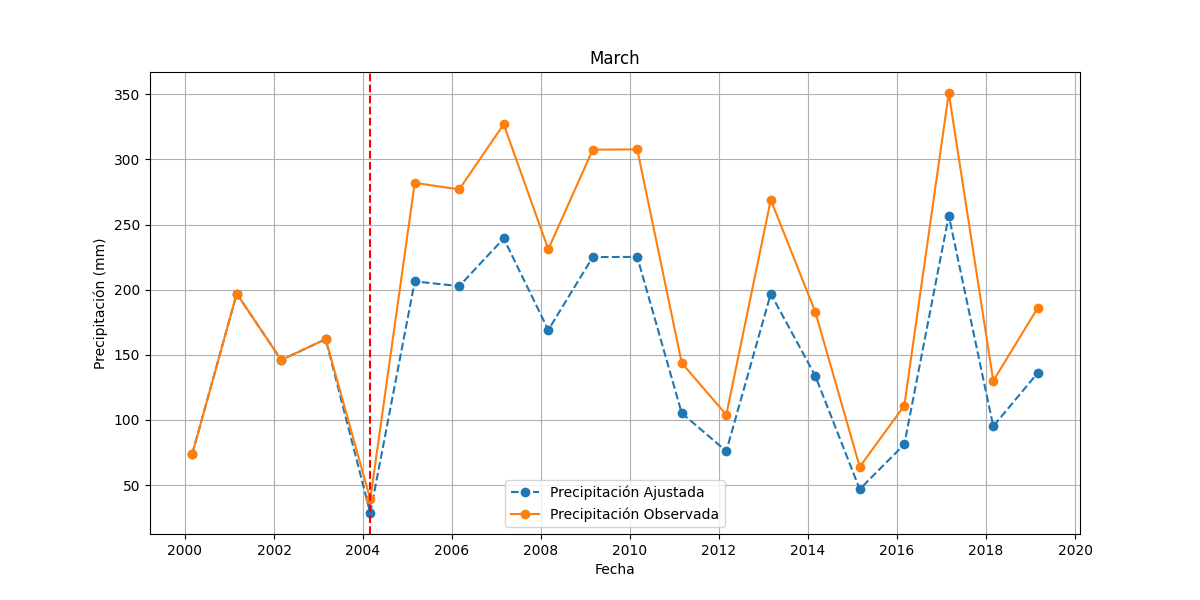 March
Precipitación (mm)
350
300
250
200
150
100
50
Precipitación Ajustada
Precipitación Observada
2000 2002 2004 2006 2008 2010 2012 2014 2016 2018 2020
Fecha